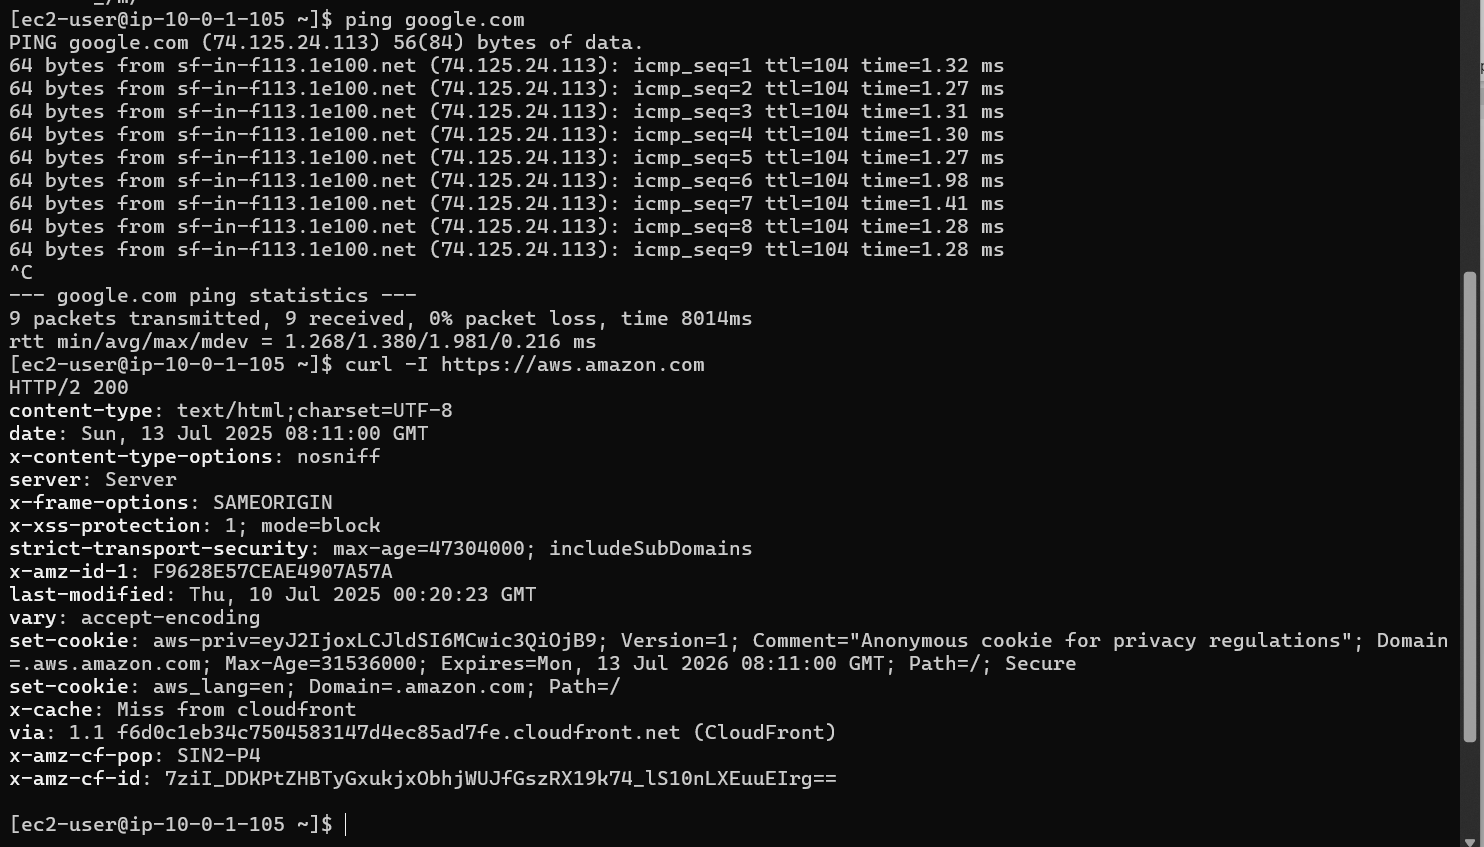 [ec2-user@ip-10-0-1-105 ~]$ ping google.com
PING google.com (74.125.24.113) 56(84) bytes of data.
64 bytes from sf-in-f113.1e100.net (74.125.24.113): icmp_seq=1 ttl=104 time=1.32 ms
64 bytes from sf-in-f113.1e100.net (74.125.24.113): icmp_seq=2 ttl=104 time=1.27 ms
64 bytes from sf-in-f113.1e100.net (74.125.24.113): icmp_seq=3 ttl=104 time=1.31 ms
64 bytes from sf-in-f113.1e100.net (74.125.24.113): icmp_seq=4 ttl=104 time=1.30 ms
64 bytes from sf-in-f113.1e100.net (74.125.24.113): icmp_seq=5 ttl=104 time=1.27 ms
64 bytes from sf-in-f113.1e100.net (74.125.24.113): icmp_seq=6 ttl=104 time=1.98 ms
64 bytes from sf-in-f113.1e100.net (74.125.24.113): icmp_seq=7 ttl=104 time=1.41 ms
64 bytes from sf-in-f113.1e100.net (74.125.24.113): icmp_seq=8 ttl=104 time=1.28 ms
64 bytes from sf-in-f113.1e100.net (74.125.24.113): icmp_seq=9 ttl=104 time=1.28 ms
^C
--- google.com ping statistics ---
9 packets transmitted, 9 received, 0% packet loss, time 8014ms
rtt min/avg/max/mdev = 1.268/1.380/1.981/0.216 ms
[ec2-user@ip-10-0-1-105 ~]$ curl -I https://aws.amazon.com
HTTP/2 200
content-type: text/html;charset=UTF-8
date: Sun, 13 Jul 2025 08:11:00 GMT
x-content-type-options: nosniff
server: Server
x-frame-options: SAMEORIGIN
x-xss-protection: 1; mode=block
strict-transport-security: max-age=47304000; includeSubDomains
x-amz-id-1: F9628E57CEAE4907A57A
last-modified: Thu, 10 Jul 2025 00:20:23 GMT
vary: accept-encoding
set-cookie: aws-priv=eyJ2IjoxLCJldSI6MCwic3QiOjB9; Version=1; Comment="Anonymous cookie for privacy regulations"; Domain
=.aws.amazon.com; Max-Age=31536000; Expires=Mon, 13 Jul 2026 08:11:00 GMT; Path=/; Secure
set-cookie: aws_lang=en; Domain=.amazon.com; Path=/
x-cache: Miss from cloudfront
via: 1.1 f6d0c1eb34c7504583147d4ec85ad7fe.cloudfront.net (CloudFront)
x-amz-cf-pop: SIN2-P4
x-amz-cf-id: 7ziI_DDKPtZHBTyGxukjxObhjWUJfGszRX19k74_lS10nLXEuuEIrg==
[ec2-user@ip-10-0-1-105 ~]$